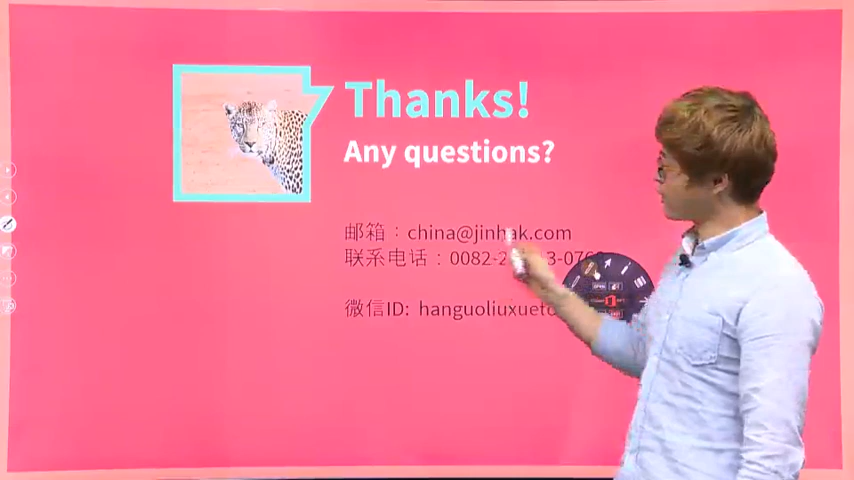 Thanks!
Any questions?
邮箱：china@jinhak.com
联系电话：0082-2
微信ID: hanguoliuxueto